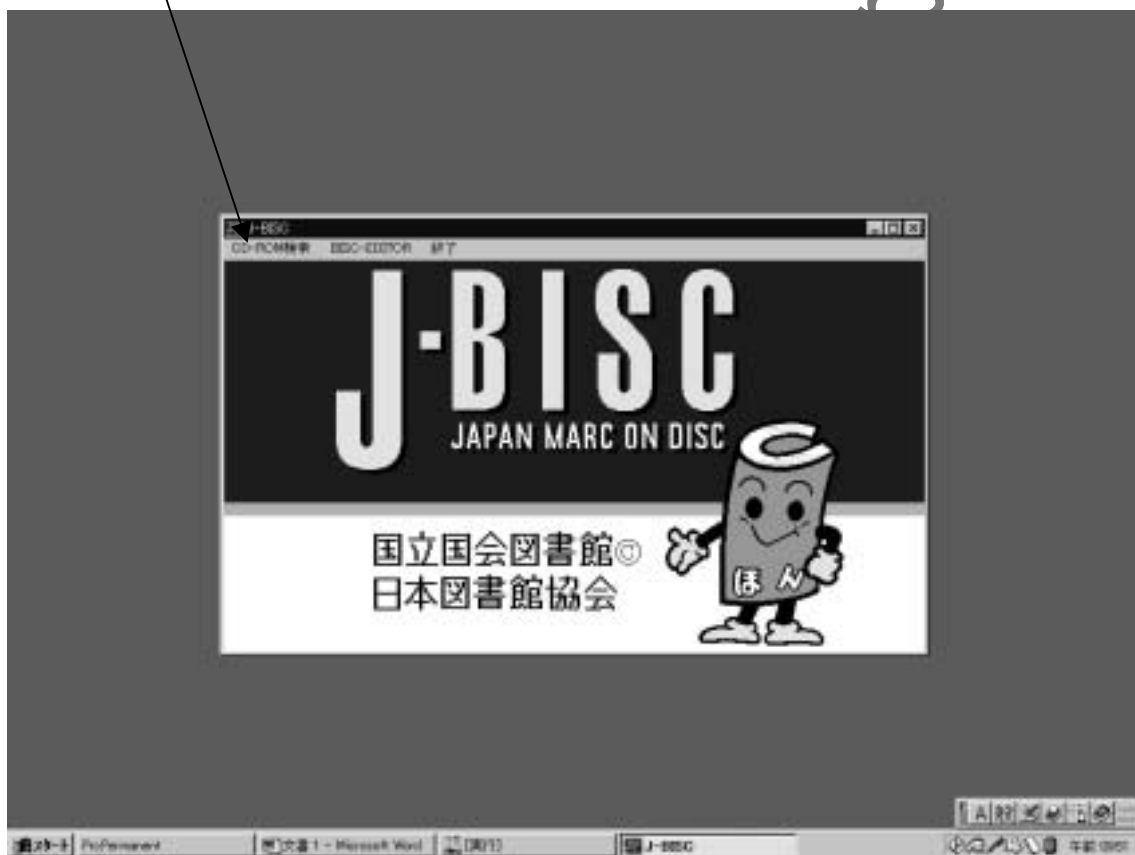 J-BISC
CD-ROM検索 BISC-EDITOR 終了
J-BISC
JAPAN MARC ON DISC
国立国会図書館©
日本図書館協会
ほん
スタート
文書 1 - Microsoft Word
J-BISC